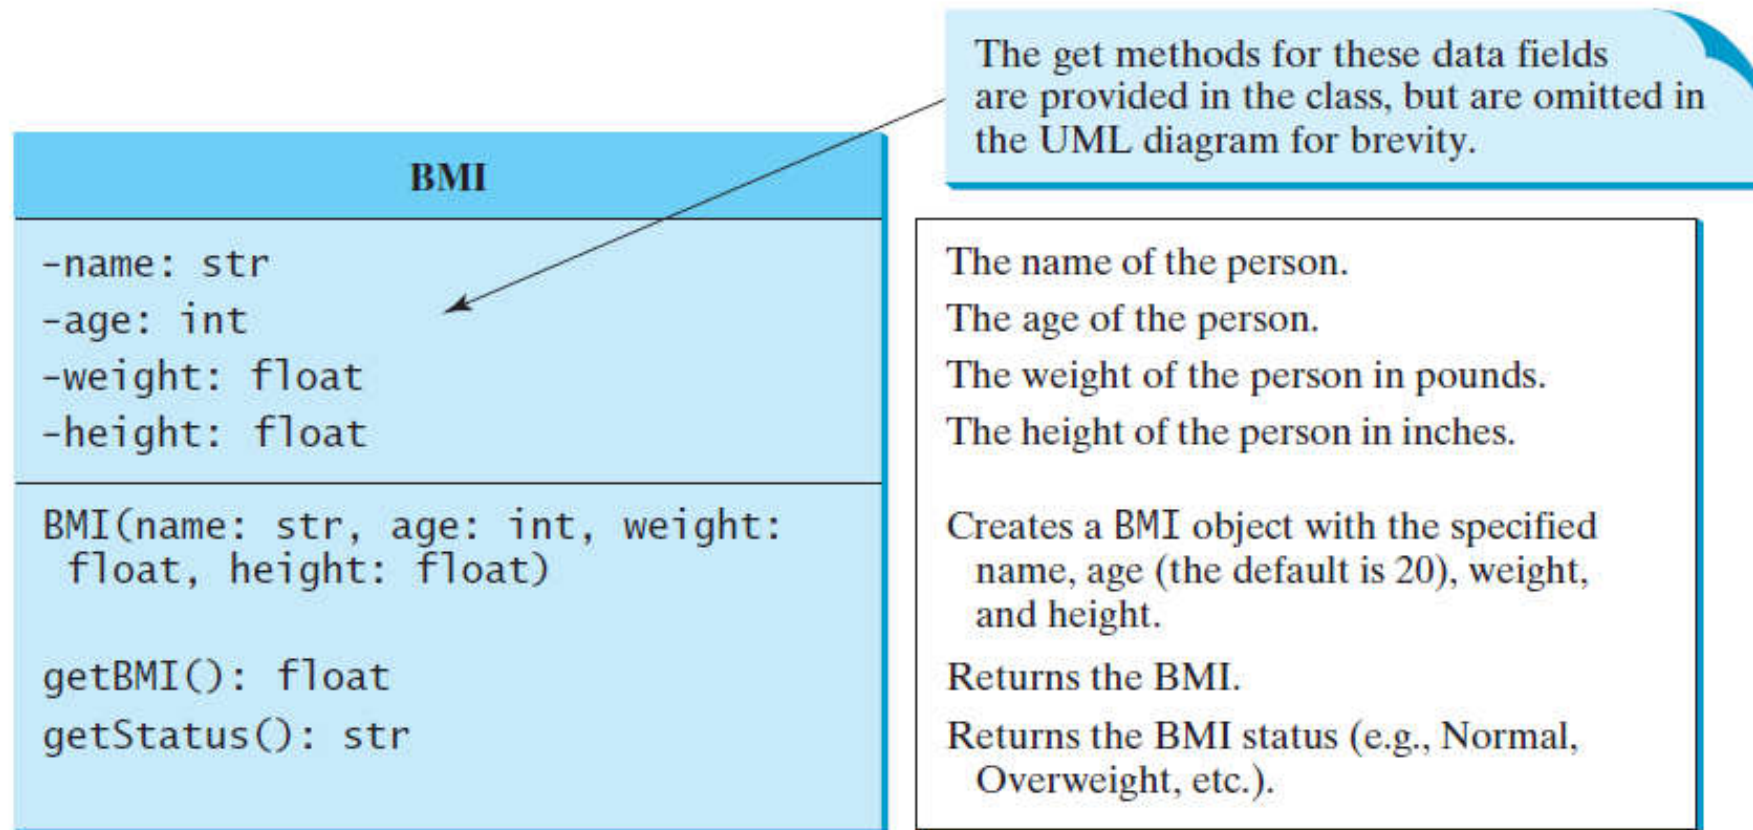 The get methods for these data fields
are provided in the class, but are omitted in
the UML diagram for brevity.
BMI
-name: str
-age: int
-weight: float
-height: float
BMI(name: str, age: int, weight:
float, height: float)
getBMI(): float
getStatus(): str
The name of the person.
The age of the person.
The weight of the person in pounds.
The height of the person in inches.
Creates a BMI object with the specified
name, age (the default is 20), weight,
and height.
Returns the BMI.
Returns the BMI status (e.g., Normal,
Overweight, etc.).